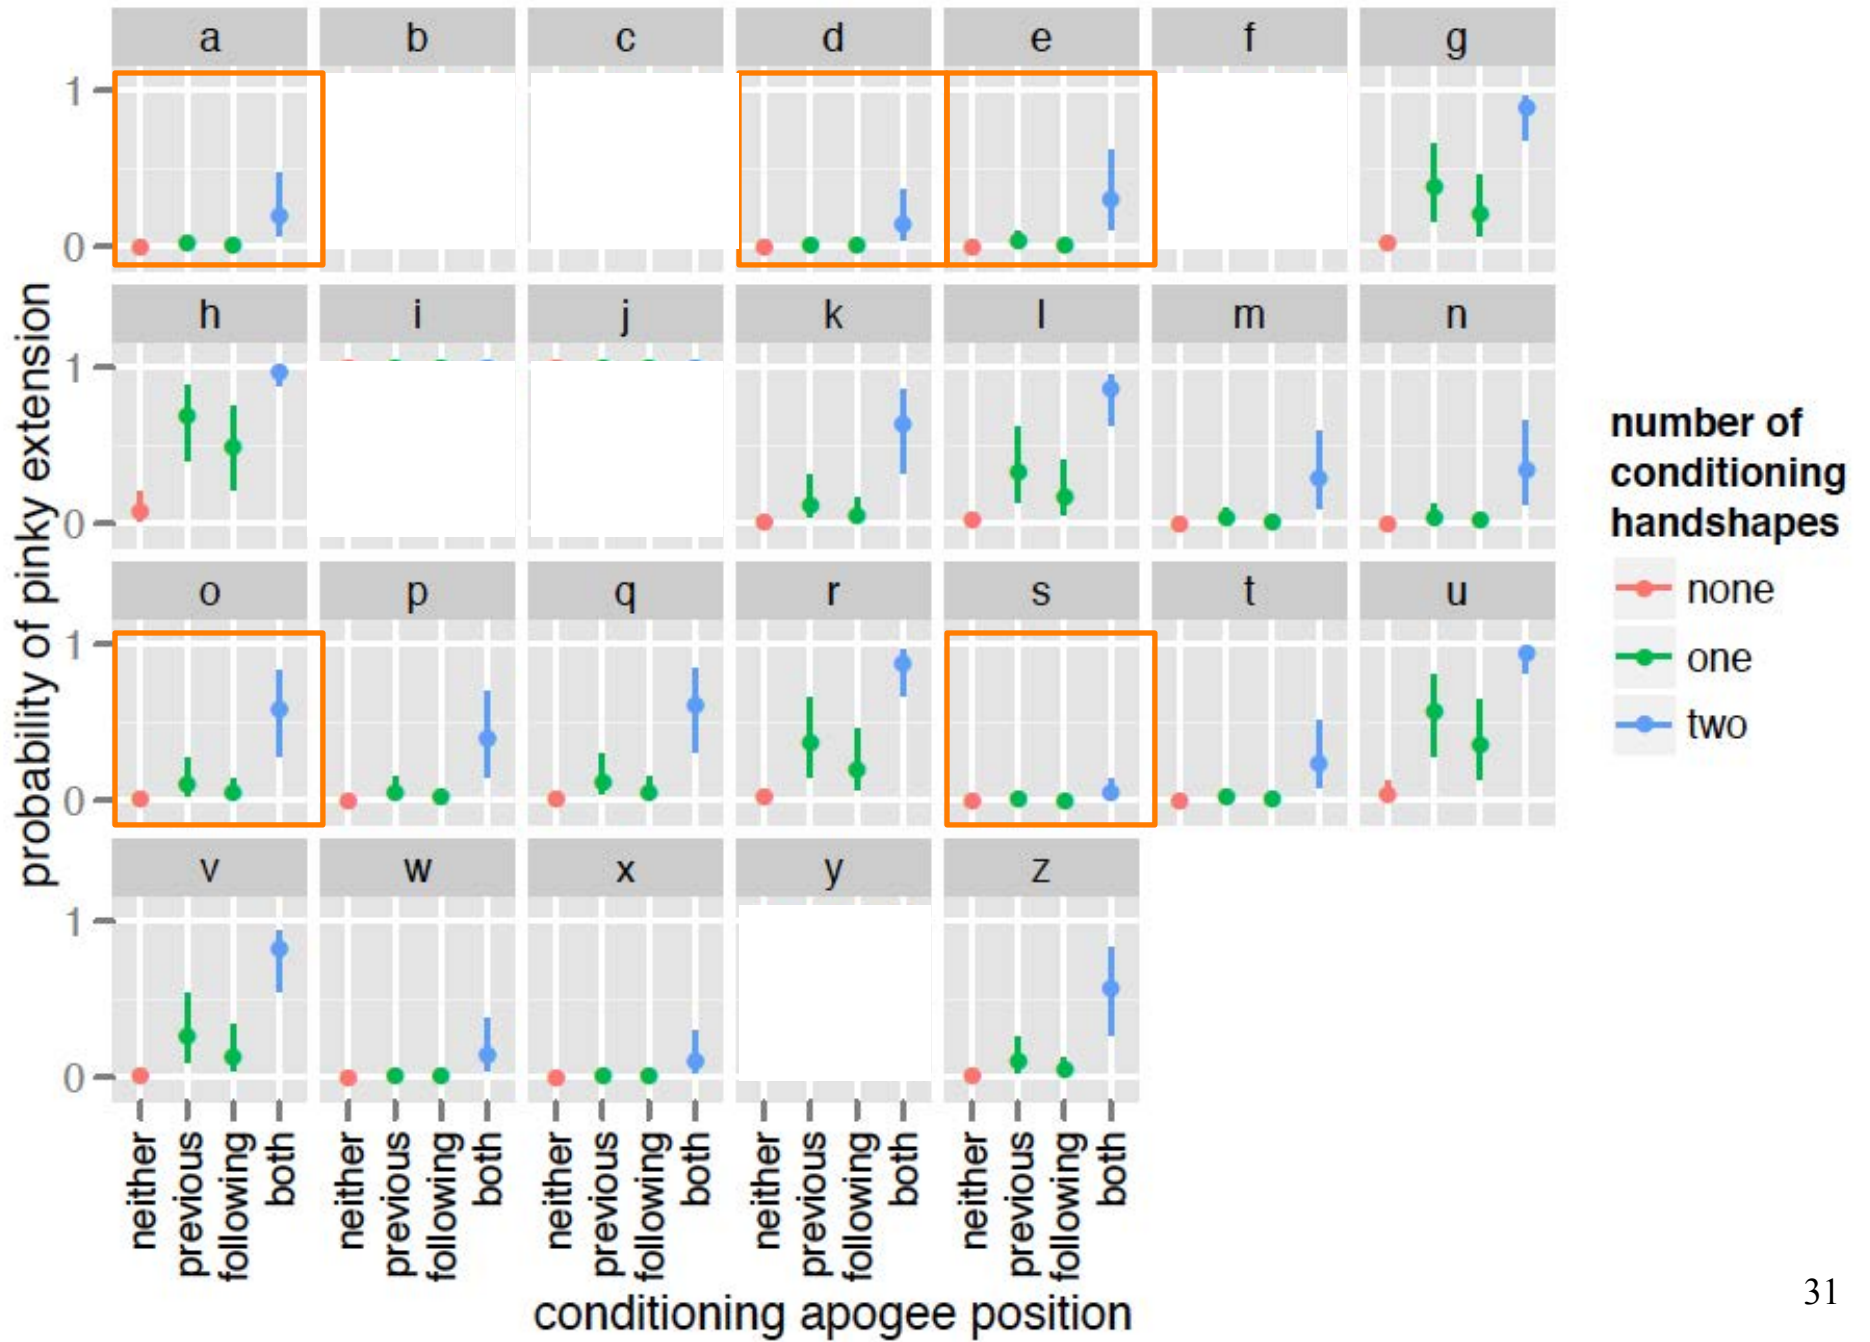 a b c d e f g
1
0
h i j k l m n
1
0
o p q r s t u
1
0
v w x y z
1
0
neither previous following both neither previous following both neither previous following both neither previous following both neither previous following both
conditioning apogee position
probability of pinky extension
number of
conditioning
handshapes
none
one
two
31